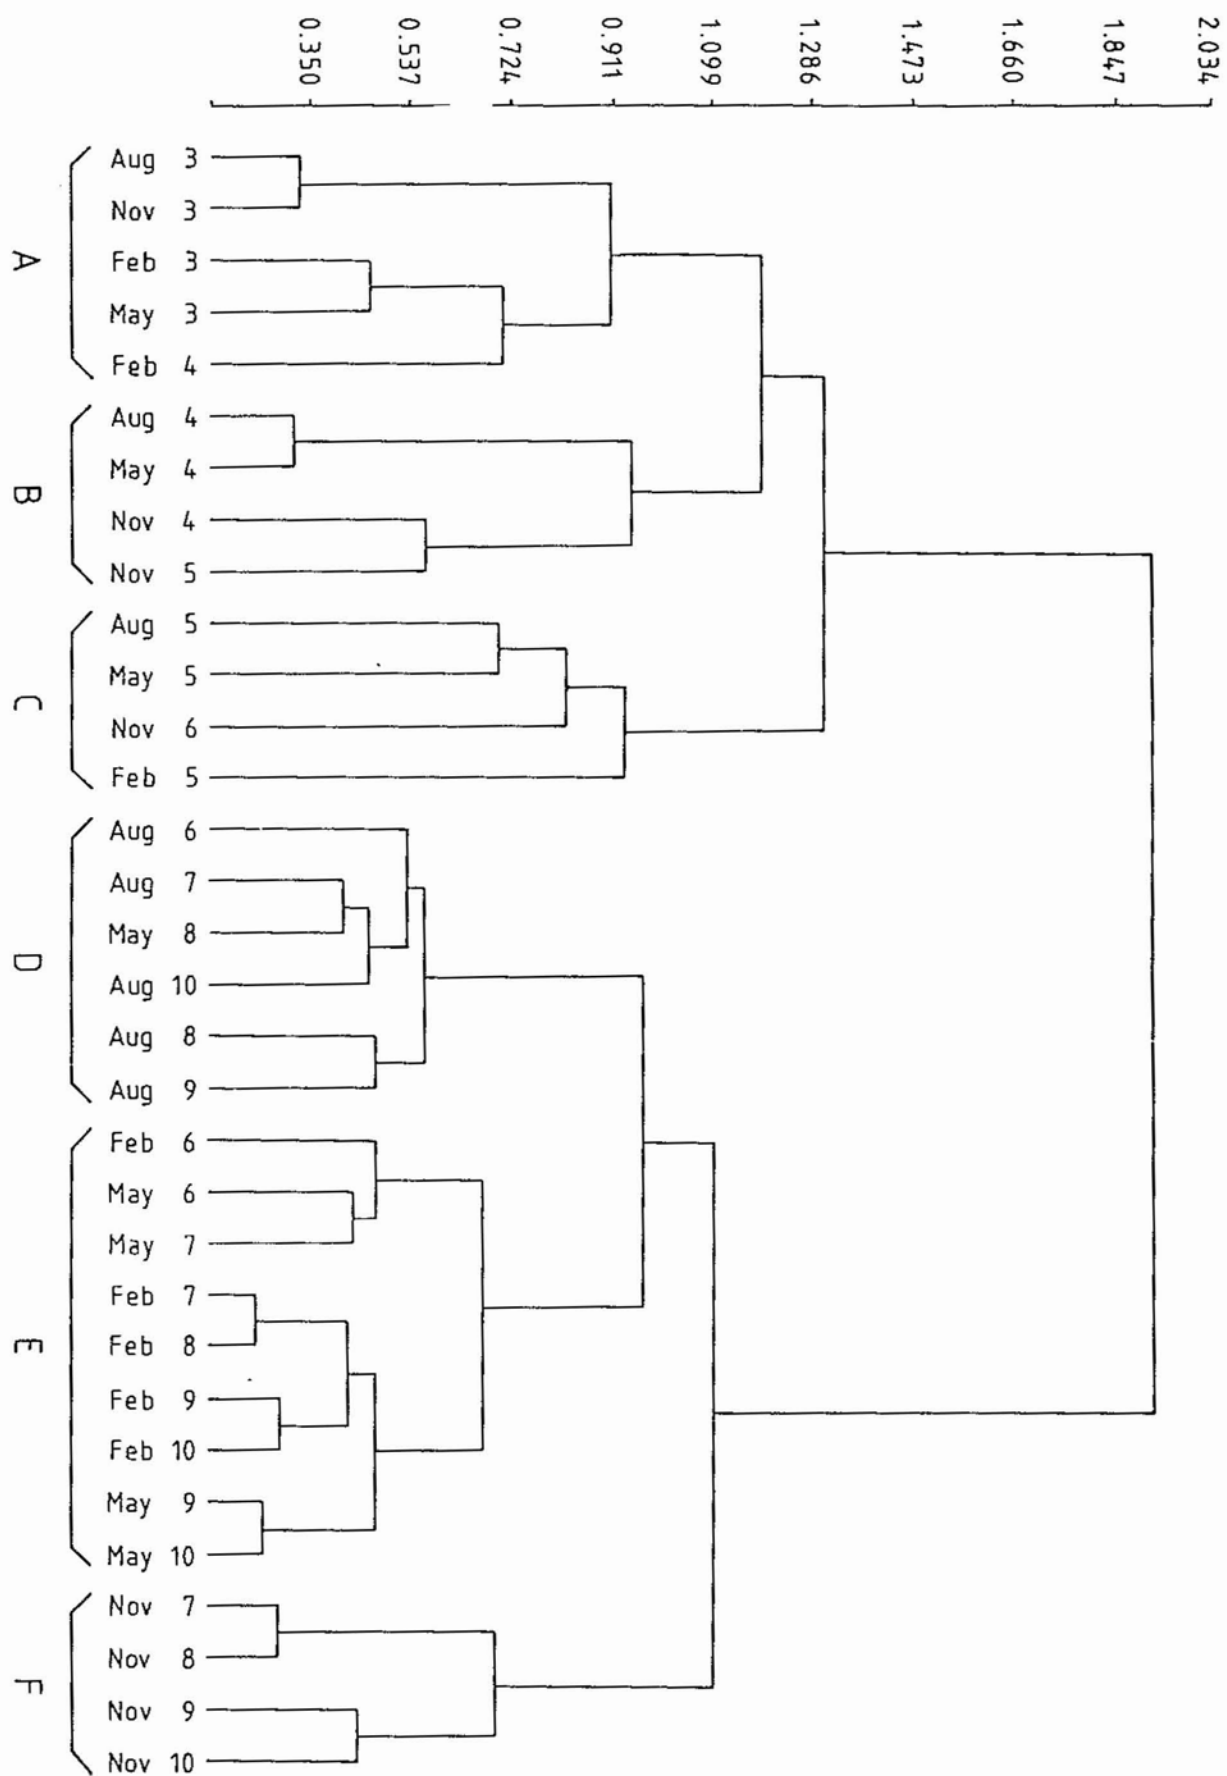 0.350 0.537 0.724 0.911 1.099 1.286 1.473 1.660 1.847 2.034
A
Aug 3
Nov 3
Feb 3
May 3
Feb 4
B
Aug 4
May 4
Nov 4
Nov 5
C
Aug 5
May 5
Nov 6
Feb 5
D
Aug 6
Aug 7
May 8
Aug 10
Aug 8
Aug 9
E
Feb 6
May 6
May 7
Feb 7
Feb 8
Feb 9
Feb 10
May 9
May 10
F
Nov 7
Nov 8
Nov 9
Nov 10